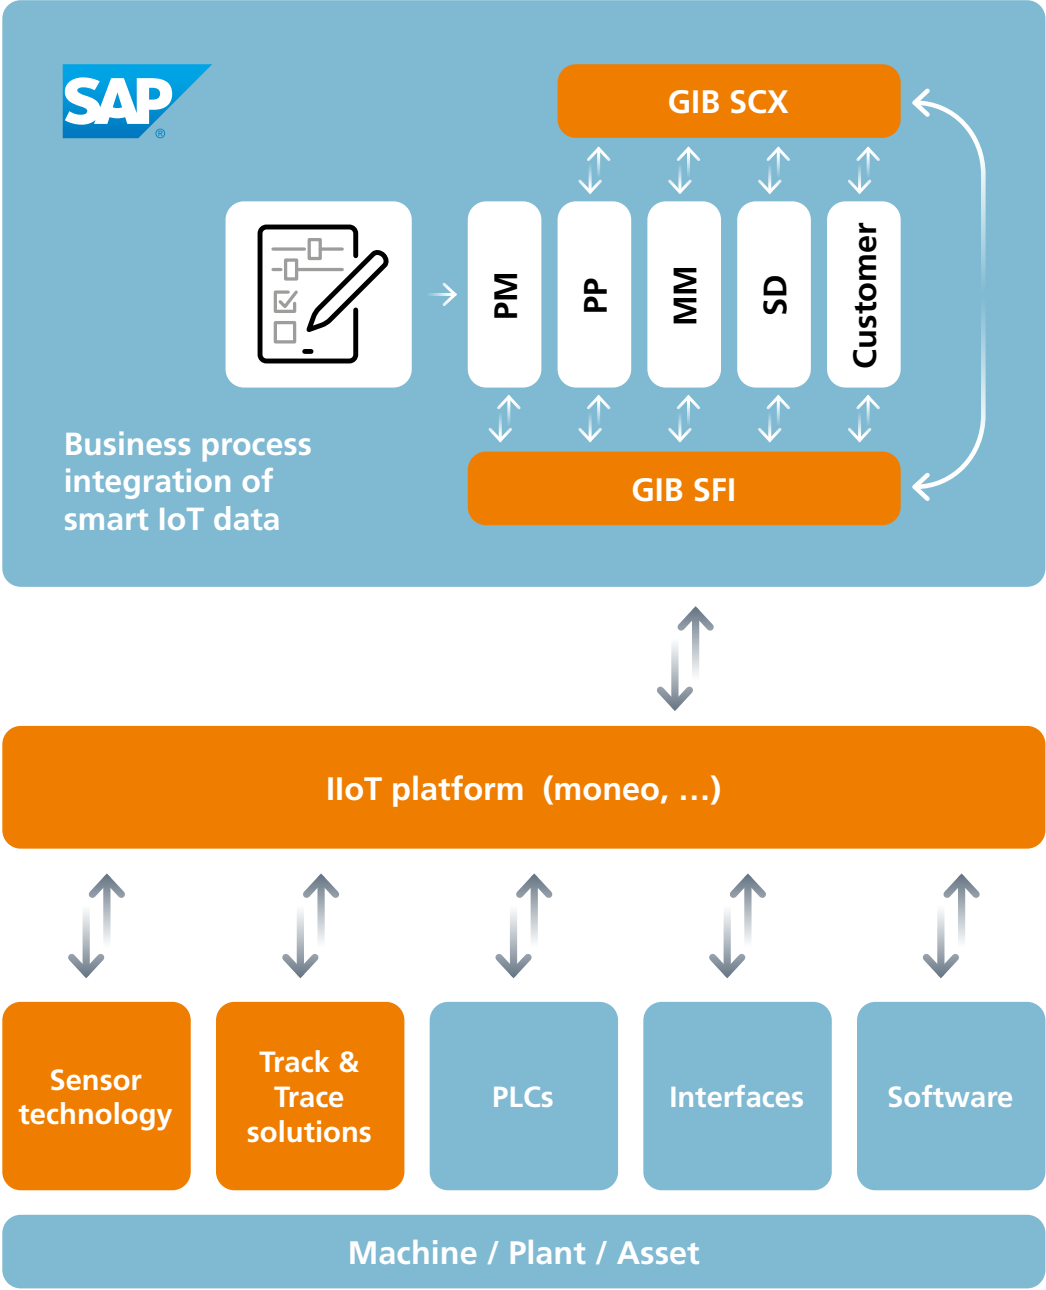 SAP
®
GIB SCX
PM
PP
MM
SD
Customer
Business process
integration of
smart IoT data
GIB SFI
IIoT platform (moneo, ...)
Sensor
technology
Track &
Trace
solutions
PLCs
Interfaces
Software
Machine / Plant / Asset